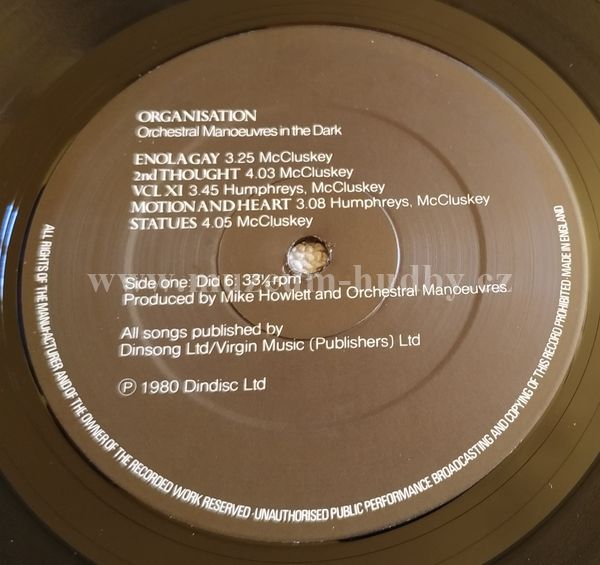 ORGANISATION
Orchestral Manoeuvres in the Dark
ENOLA GAY 3.25 McCluskey
2nd THOUGHT 4.03 McCluskey
VCL XI 3.45 Humphreys, McCluskey
MOTION AND HEART 3.08 Humphreys, McCluskey
STATUES 4.05 McCluskey
Side one: Did 6: 33⅓ rpm
Produced by Mike Howlett and Orchestral Manoeuvres.
All songs published by
Dinsong Ltd/Virgin Music (Publishers) Ltd
℗ 1980 Dindisc Ltd
ALL RIGHTS OF THE MANUFACTURER AND OF THE OWNER OF THE RECORDED WORK RESERVED · UNAUTHORISED PUBLIC PERFORMANCE BROADCASTING AND COPYING OF THIS RECORD PROHIBITED · MADE IN ENGLAND